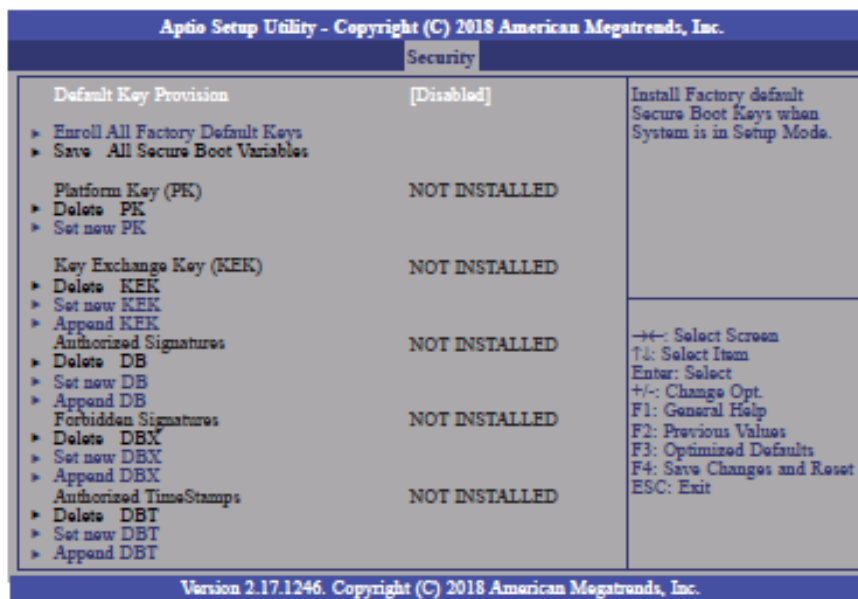 Aptio Setup Utility - Copyright (C) 2018 American Megatrends, Inc.
Security
Default Key Provision [Disabled]
Enroll All Factory Default Keys
Save All Secure Boot Variables
Platform Key (PK) NOT INSTALLED
Delete PK
Set new PK
Key Exchange Key (KEK) NOT INSTALLED
Delete KEK
Set new KEK
Append KEK
Authorized Signatures NOT INSTALLED
Delete DB
Set new DB
Append DB
Forbidden Signatures NOT INSTALLED
Delete DBX
Set new DBX
Append DBX
Authorized TimeStamps NOT INSTALLED
Delete DBT
Set new DBT
Append DBT
Install Factory default
Secure Boot Keys when
System is in Setup Mode.
→←: Select Screen
↑↓: Select Item
Enter: Select
+/-: Change Opt.
F1: General Help
F2: Previous Values
F3: Optimized Defaults
F4: Save Changes and Reset
ESC: Exit
Version 2.17.1246. Copyright (C) 2018 American Megatrends, Inc.